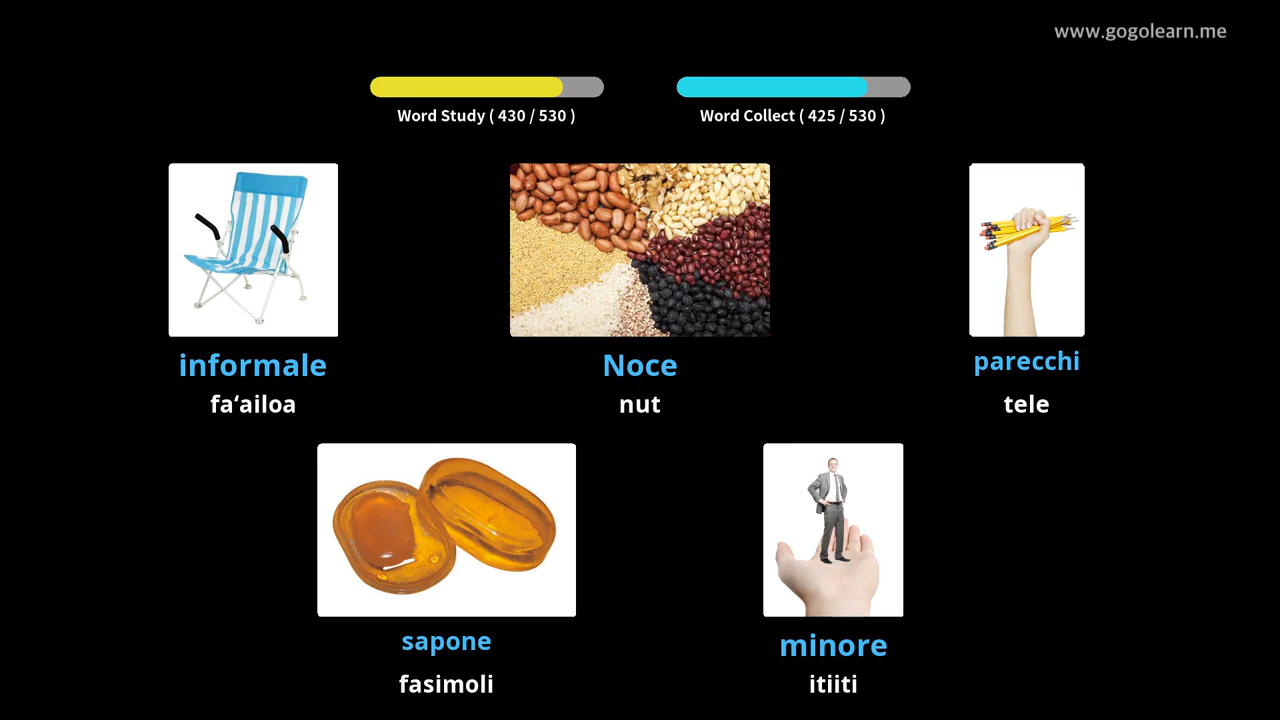 www.gogolearn.me
Word Study ( 430 / 530 )
Word Collect ( 425 / 530 )
informale
fa‘ailoa
Noce
nut
parecchi
tele
sapone
fasimoli
minore
itiiti